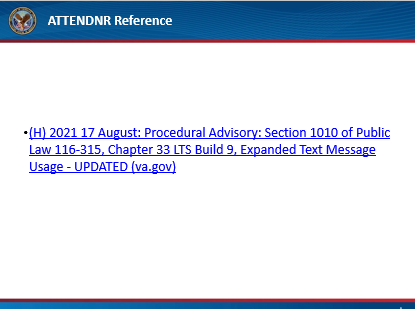 ATTENDNR Reference
•(H) 2021 17 August: Procedural Advisory: Section 1010 of Public
Law 116-315, Chapter 33 LTS Build 9, Expanded Text Message
Usage - UPDATED (va.gov)